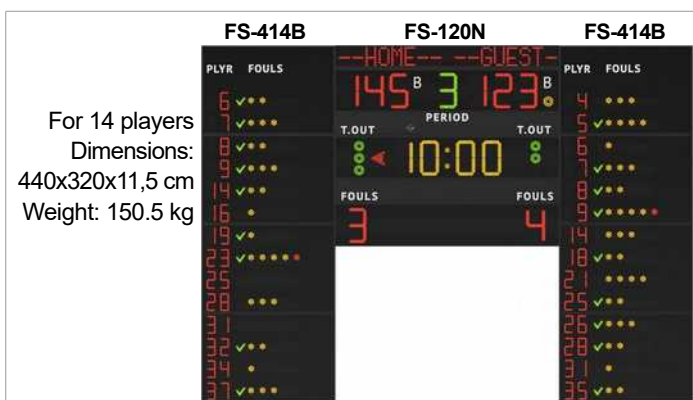 FS-414B FS-120N FS-414B
For 14 players
Dimensions:
440x320x11,5 cm
Weight: 150.5 kg
PLYR FOULS
6
7
8
9
14
16
19
23
25
28
31
32
34
37
--HOME-- --GUEST-
145 B 3 123 B
PERIOD
T.OUT T.OUT
10:00
FOULS FOULS
3 4
PLYR FOULS
4
5
6
7
8
9
14
18
21
25
26
28
31
35